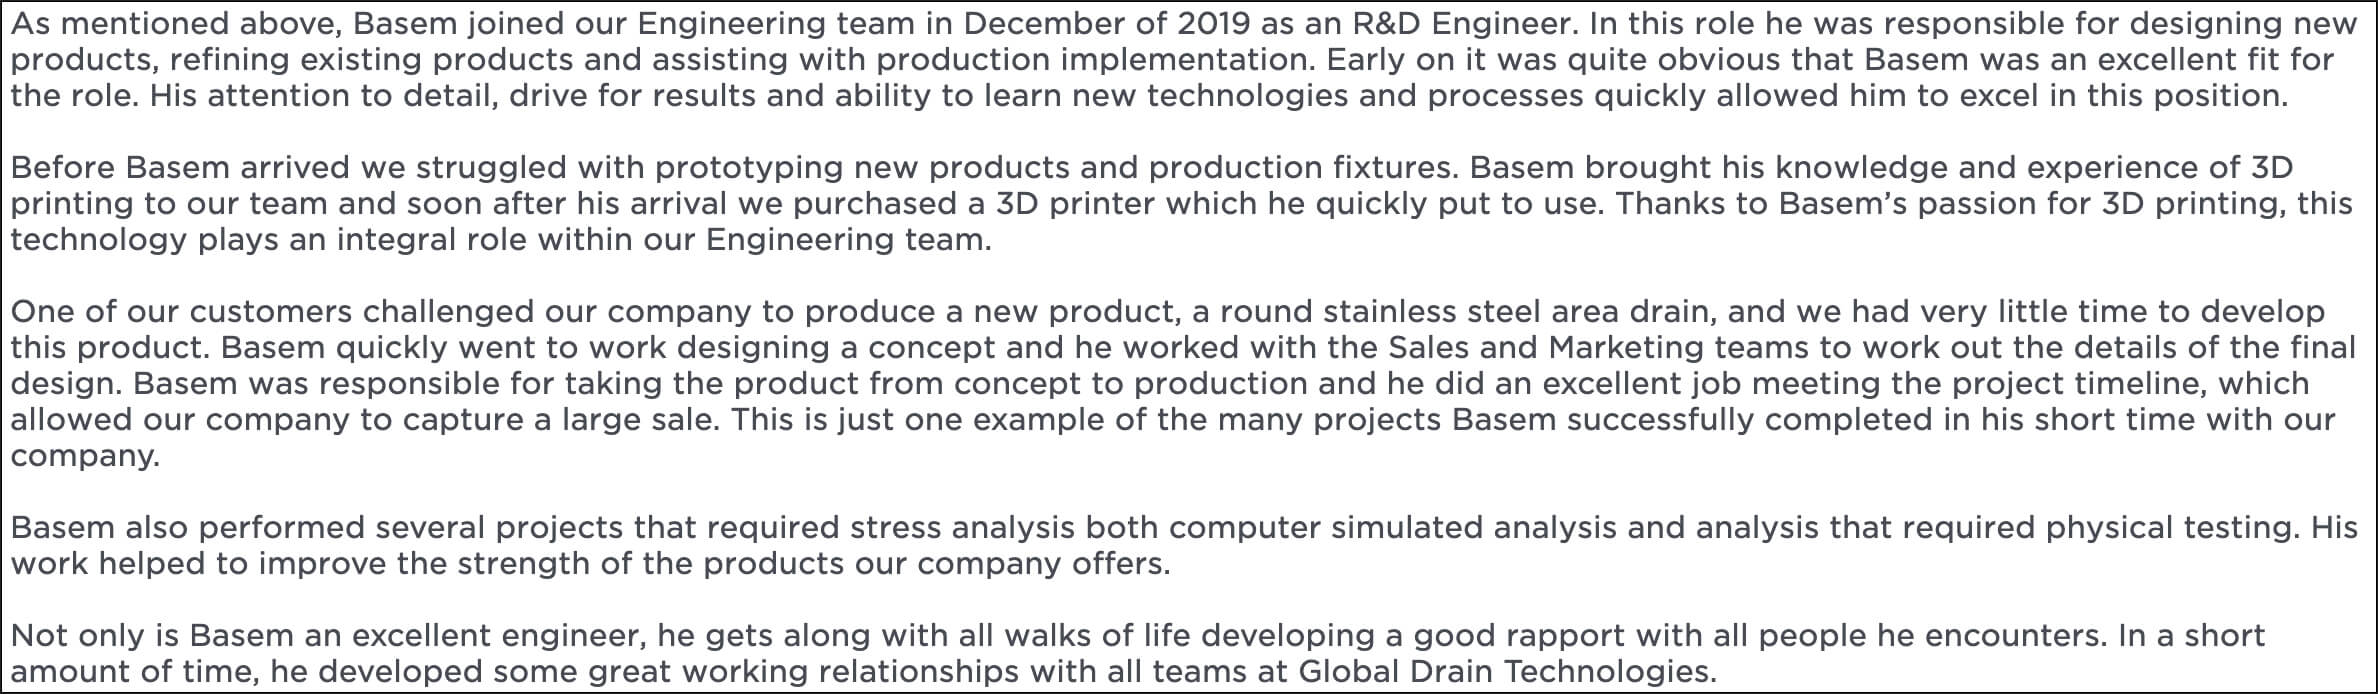 As mentioned above, Basem joined our Engineering team in December of 2019 as an R&D Engineer. In this role he was responsible for designing new
products, refining existing products and assisting with production implementation. Early on it was quite obvious that Basem was an excellent fit for
the role. His attention to detail, drive for results and ability to learn new technologies and processes quickly allowed him to excel in this position.
Before Basem arrived we struggled with prototyping new products and production fixtures. Basem brought his knowledge and experience of 3D
printing to our team and soon after his arrival we purchased a 3D printer which he quickly put to use. Thanks to Basem’s passion for 3D printing, this
technology plays an integral role within our Engineering team.
One of our customers challenged our company to produce a new product, a round stainless steel area drain, and we had very little time to develop
this product. Basem quickly went to work designing a concept and he worked with the Sales and Marketing teams to work out the details of the final
design. Basem was responsible for taking the product from concept to production and he did an excellent job meeting the project timeline, which
allowed our company to capture a large sale. This is just one example of the many projects Basem successfully completed in his short time with our
company.
Basem also performed several projects that required stress analysis both computer simulated analysis and analysis that required physical testing. His
work helped to improve the strength of the products our company offers.
Not only is Basem an excellent engineer, he gets along with all walks of life developing a good rapport with all people he encounters. In a short
amount of time, he developed some great working relationships with all teams at Global Drain Technologies.